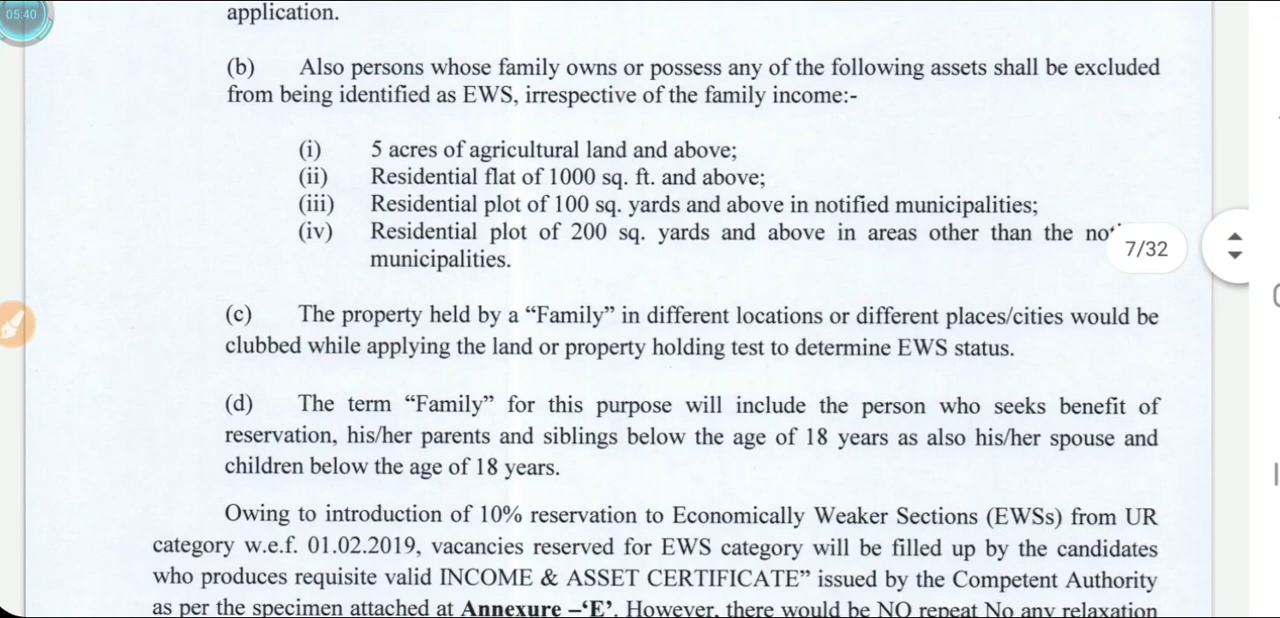 05:40
application.
(b) Also persons whose family owns or possess any of the following assets shall be excluded
from being identified as EWS, irrespective of the family income:-
(i) 5 acres of agricultural land and above;
(ii) Residential flat of 1000 sq. ft. and above;
(iii) Residential plot of 100 sq. yards and above in notified municipalities;
(iv) Residential plot of 200 sq. yards and above in areas other than the
7/32
municipalities.
(c) The property held by a “Family” in different locations or different places/cities would be
clubbed while applying the land or property holding test to determine EWS status.
(d) The term “Family” for this purpose will include the person who seeks benefit of
reservation, his/her parents and siblings below the age of 18 years as also his/her spouse and
children below the age of 18 years.
Owing to introduction of 10% reservation to Economically Weaker Sections (EWSs) from UR
category w.e.f. 01.02.2019, vacancies reserved for EWS category will be filled up by the candidates
who produces requisite valid INCOME & ASSET CERTIFICATE” issued by the Competent Authority
as per the specimen attached at Annexure –‘E’. However, there would be NO repeat No any relaxation